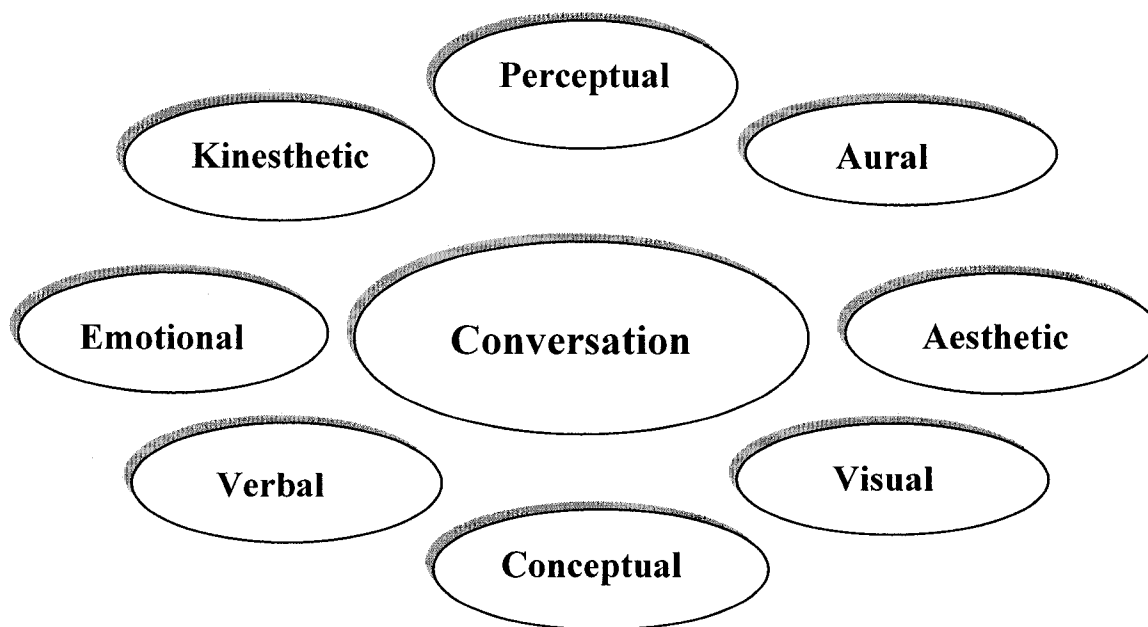 Perceptual
Kinesthetic
Aural
Emotional
Conversation
Aesthetic
Verbal
Visual
Conceptual